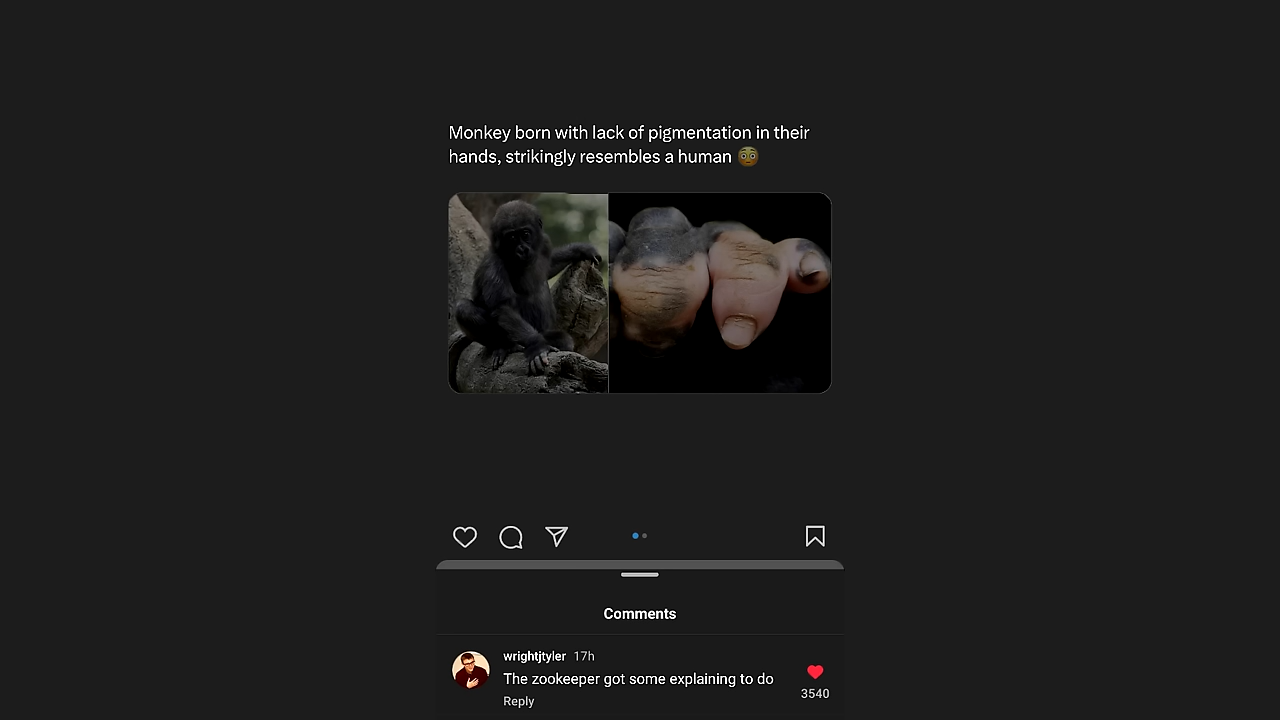 Monkey born with lack of pigmentation in their
hands, strikingly resembles a human 😳
Comments
wrightjtyler 17h
The zookeeper got some explaining to do
3540
Reply